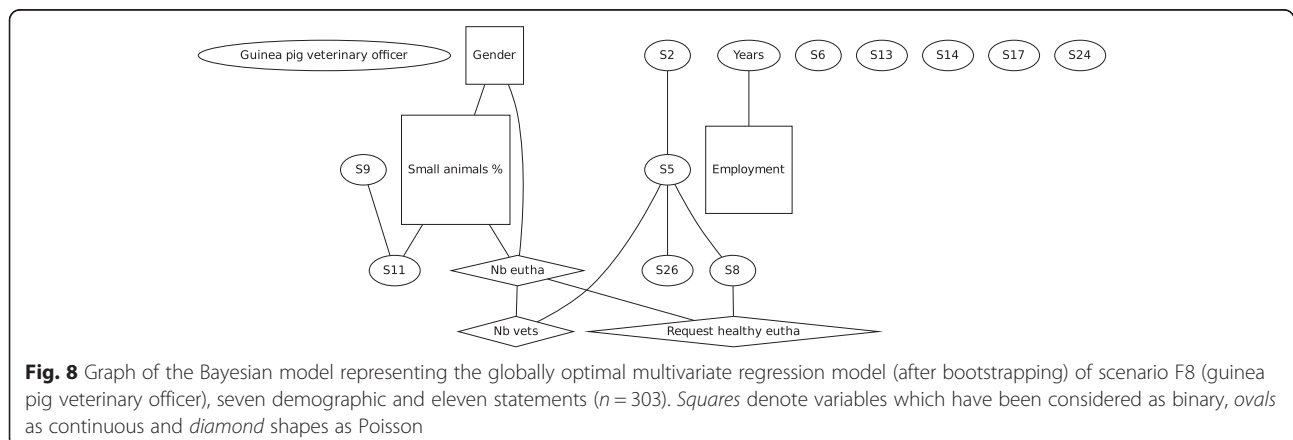 Guinea pig veterinary officer Gender S2 Years S6 S13 S14 S17 S24
S9 Small animals % S5 Employment
S11 Nb eutha S26 S8
Nb vets Request healthy eutha
Fig. 8 Graph of the Bayesian model representing the globally optimal multivariate regression model (after bootstrapping) of scenario F8 (guinea
pig veterinary officer), seven demographic and eleven statements (n = 303). Squares denote variables which have been considered as binary, ovals
as continuous and diamond shapes as Poisson